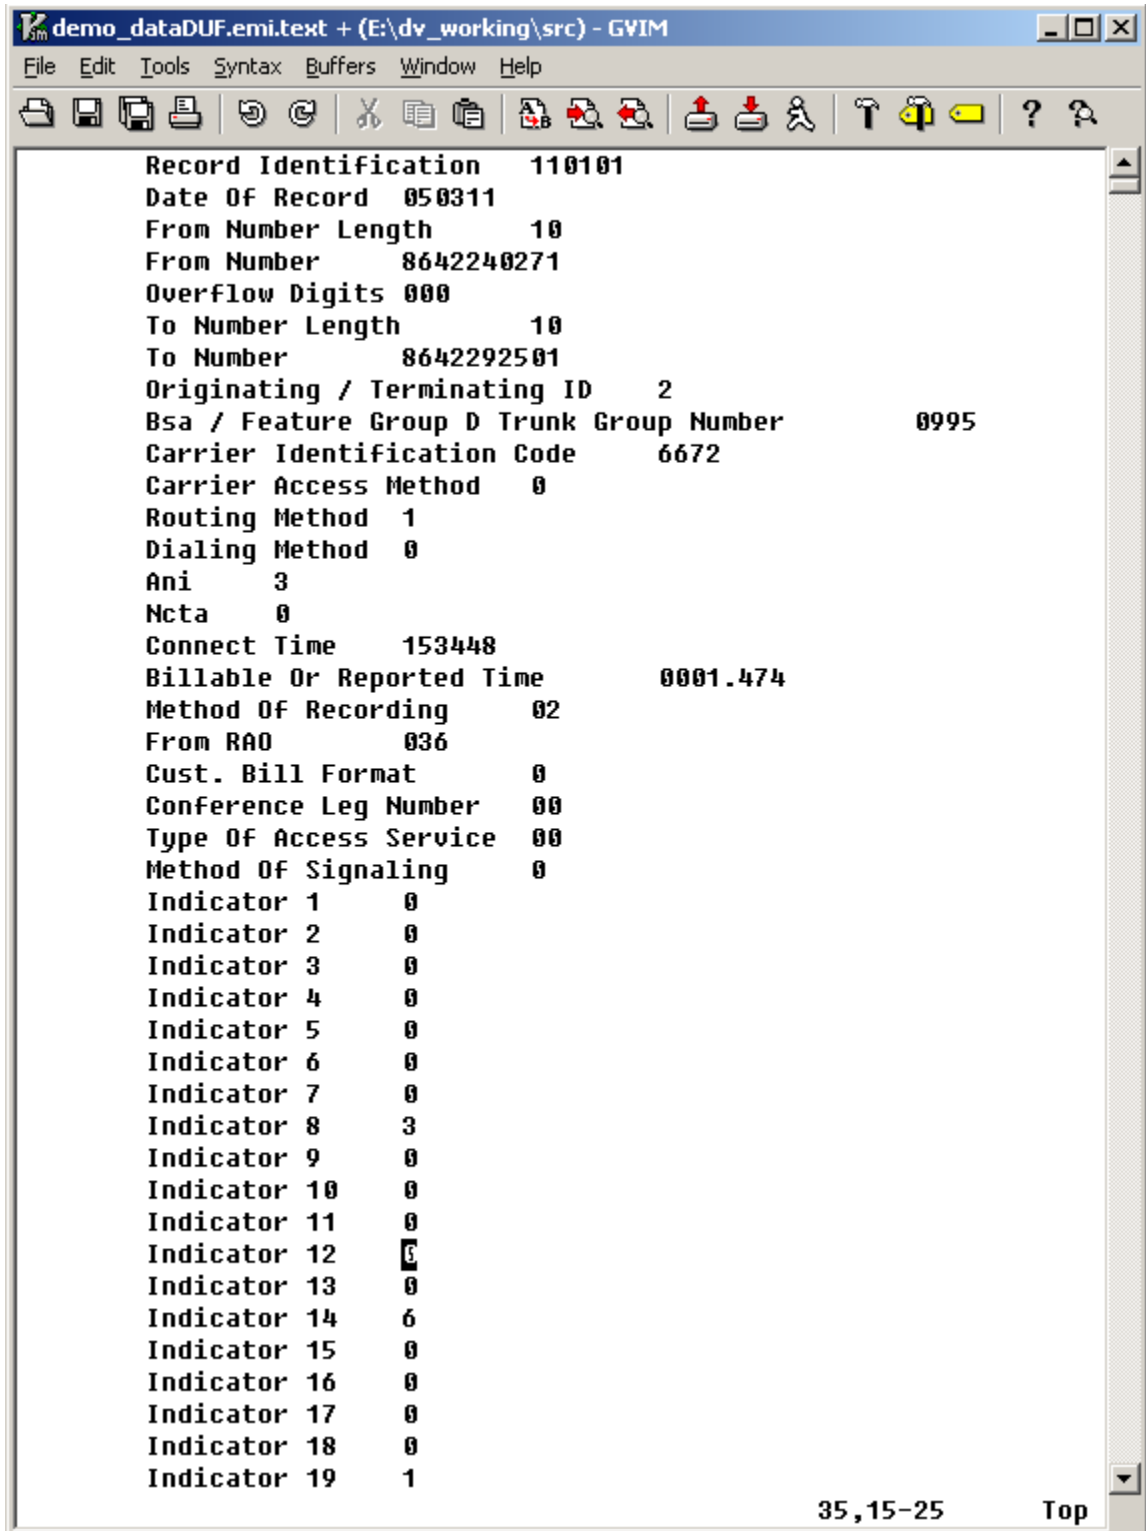 demo_dataDUF.emi.text + (E:\dv_working\src) - GVIM
File Edit Tools Syntax Buffers Window Help
Record Identification 110101
Date Of Record 050311
From Number Length 10
From Number 8642240271
Overflow Digits 000
To Number Length 10
To Number 8642292501
Originating / Terminating ID 2
Bsa / Feature Group D Trunk Group Number 0995
Carrier Identification Code 6672
Carrier Access Method 0
Routing Method 1
Dialing Method 0
Ani 3
Ncta 0
Connect Time 153448
Billable Or Reported Time 0001.474
Method Of Recording 02
From RAO 036
Cust. Bill Format 0
Conference Leg Number 00
Type Of Access Service 00
Method Of Signaling 0
Indicator 1 0
Indicator 2 0
Indicator 3 0
Indicator 4 0
Indicator 5 0
Indicator 6 0
Indicator 7 0
Indicator 8 3
Indicator 9 0
Indicator 10 0
Indicator 11 0
Indicator 12 0
Indicator 13 0
Indicator 14 6
Indicator 15 0
Indicator 16 0
Indicator 17 0
Indicator 18 0
Indicator 19 1
35,15-25 Top